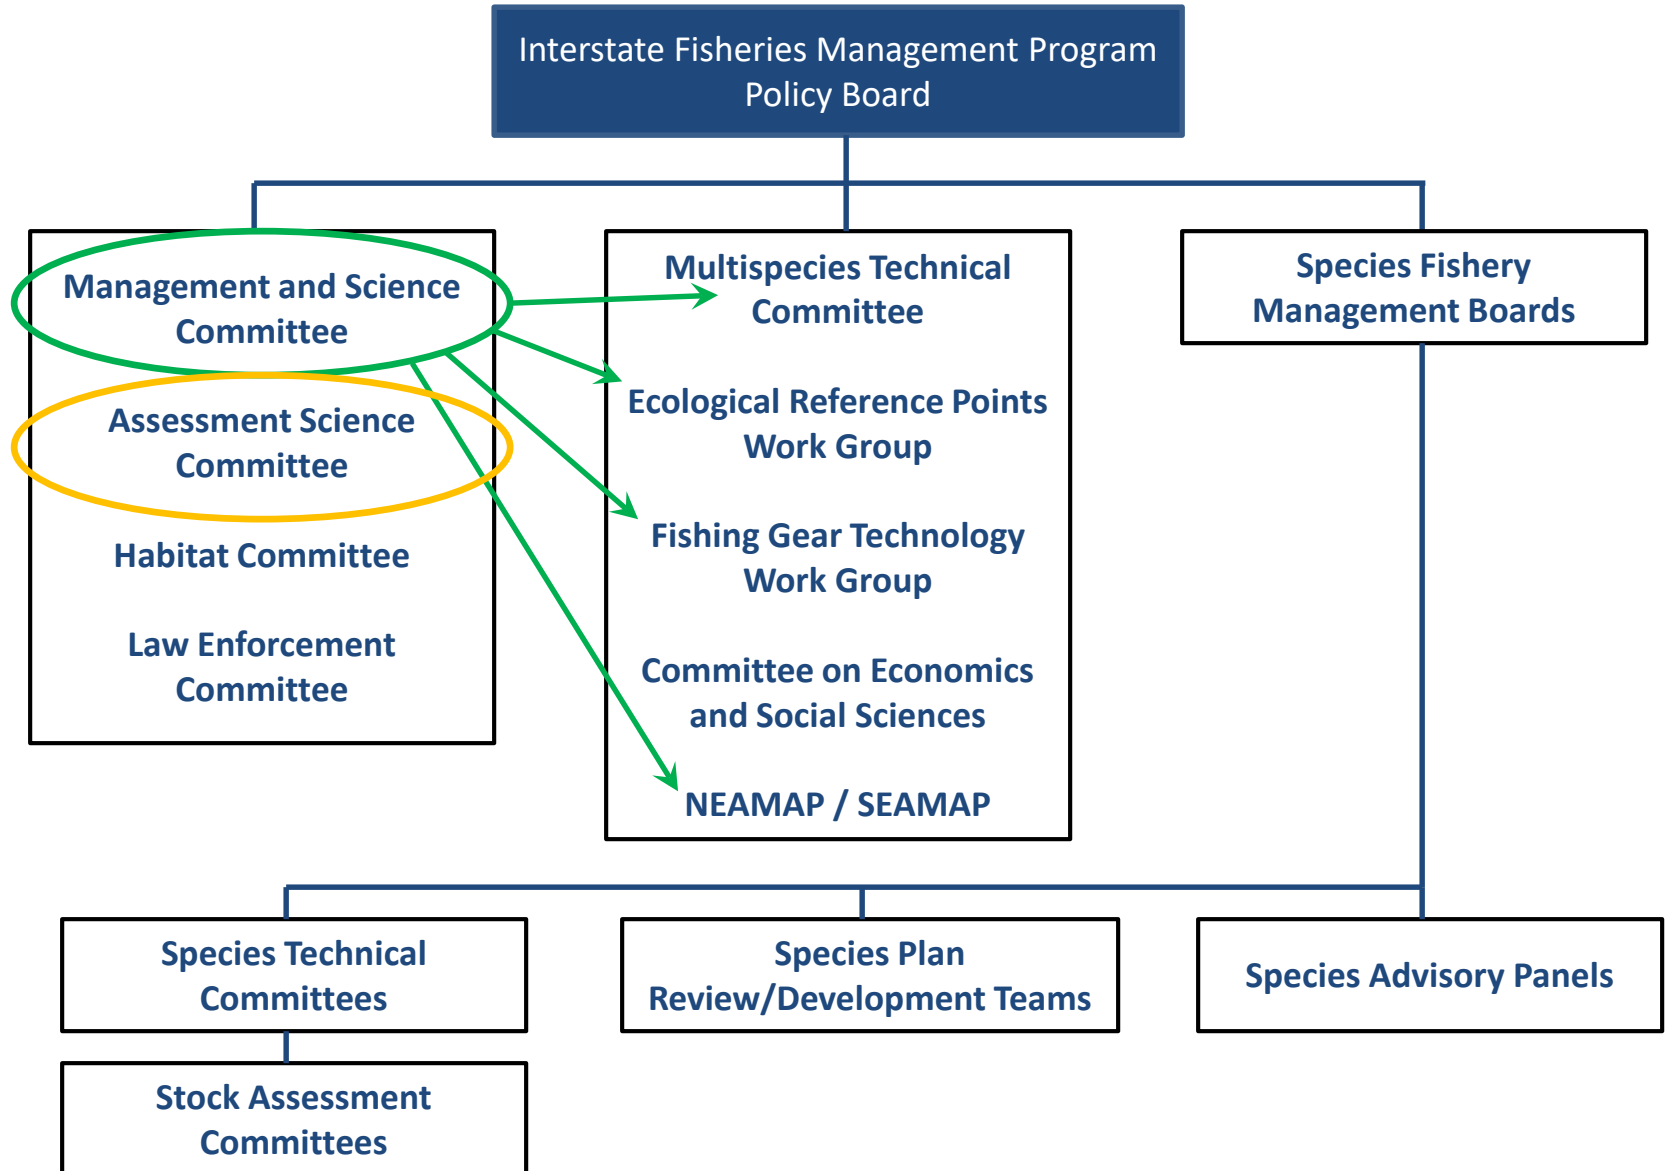 Interstate Fisheries Management Program
Policy Board
Management and Science
Committee
Assessment Science
Committee
Habitat Committee
Law Enforcement
Committee
Multispecies Technical
Committee
Ecological Reference Points
Work Group
Fishing Gear Technology
Work Group
Committee on Economics
and Social Sciences
NEAMAP / SEAMAP
Species Fishery
Management Boards
Species Technical
Committees
Species Plan
Review/Development Teams
Species Advisory Panels
Stock Assessment
Committees